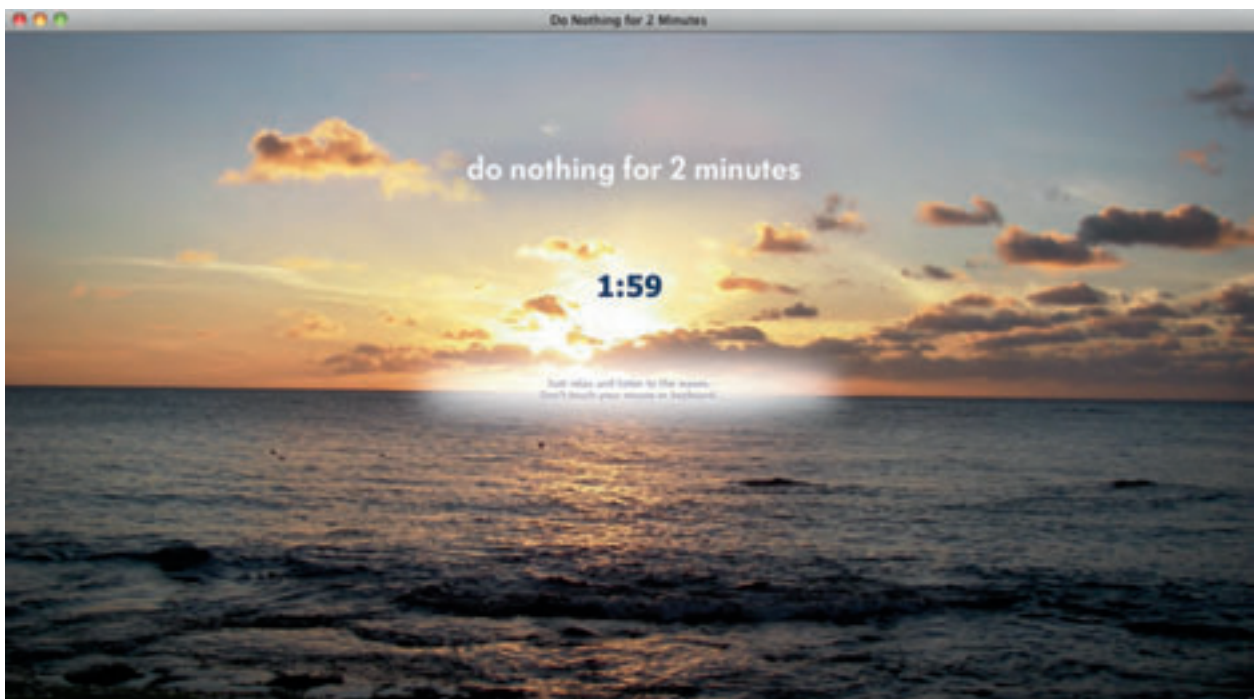 Do Nothing for 2 Minutes
do nothing for 2 minutes
1:59
Just relax and listen to the waves.
Don't touch your mouse or keyboard.